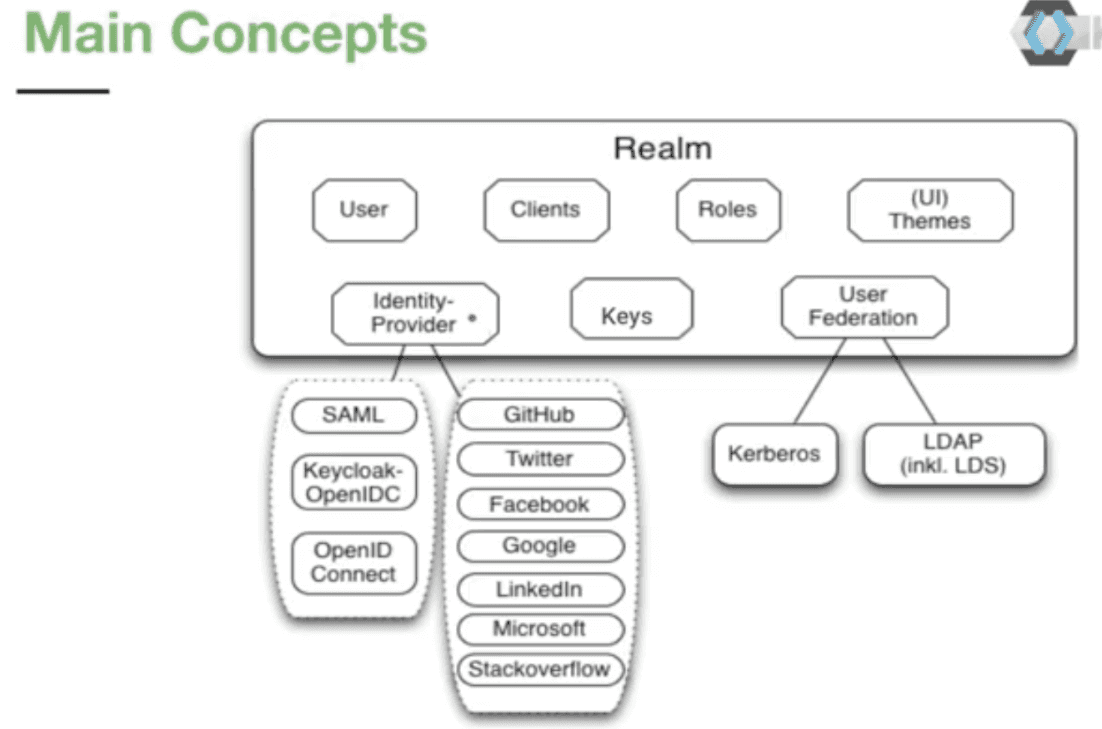 Main Concepts
Realm
User
Clients
Roles
(UI)
Themes
Identity-
Provider
Keys
User
Federation
SAML
Keycloak-
OpenIDC
OpenID
Connect
GitHub
Twitter
Facebook
Google
LinkedIn
Microsoft
Stackoverflow
Kerberos
LDAP
(inkl. LDS)